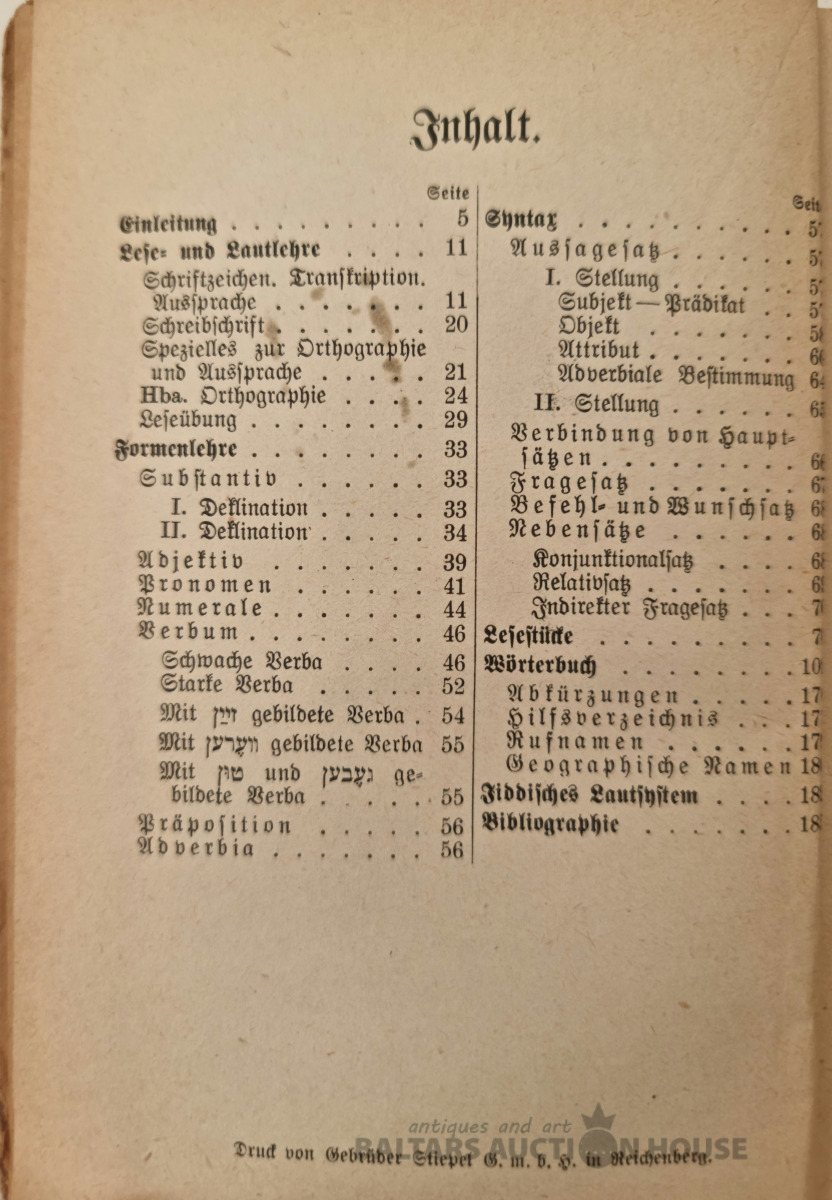 Inhalt.
Seite
Einleitung . . . . . . . . . 5
Lese- und Lautlehre . . . . 11
Schriftzeichen. Transkription.
Aussprache . . . . . . . 11
Schreibschrift . . . . . . . 20
Spezielles zur Orthographie
und Aussprache . . . . . 21
Hba. Orthographie . . . . 24
Leseübung . . . . . . . . 29
Formenlehre . . . . . . . . 33
Substantiv . . . . . . 33
I. Deklination . . . . . 33
II. Deklination . . . . . 34
Adjektiv . . . . . . . 39
Pronomen . . . . . . 41
Numerale . . . . . . . 44
Verbum . . . . . . . . 46
Schwache Verba . . . . 46
Starke Verba . . . . . 52
Mit זײַן gebildete Verba . 54
Mit װערען gebildete Verba 55
Mit טון und געבען ge-
bildete Verba . . . . . 55
Präposition . . . . . 56
Adverbia . . . . . . . 56
Syntax . . . . . . . . . .
Aussagesatz . . . . . .
I. Stellung . . . . . .
Subjekt — Prädikat . .
Objekt . . . . . .
Attribut . . . . . . .
Adverbiale Bestimmung
II. Stellung . . . . . .
Verbindung von Haupt-
sätzen . . . . . . . . .
Fragesatz . . . . . . .
Befehl- und Wunschsatz
Nebensätze . . . . . .
Konjunktionalsatz . . . .
Relativsatz . . . . . . .
Indirekter Fragesatz . . .
Lesestücke . . . . . . . .
Wörterbuch . . . . . . . .
Abkürzungen . . . . .
Hilfsverzeichnis . . .
Rufnamen . . . . . .
Geographische Namen
Jiddisches Lautsystem . . . .
Bibliographie . . . . . . .
antiques and art
BALTARS AUCTION HOUSE
Druck von Gebrüder Stiepel G. m. b. H. in Reichenberg.